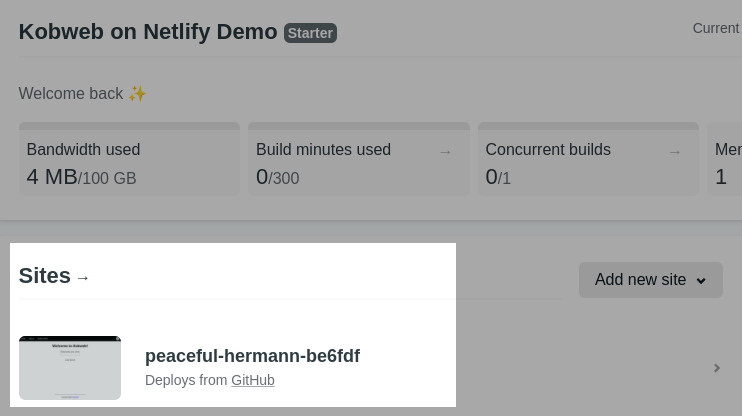 Kobweb on Netlify Demo Starter
Current
Welcome back ✨
Bandwidth used
4 MB/100 GB
Build minutes used →
0/300
Concurrent builds →
0/1
Mer
1
Sites →
Add new site
peaceful-hermann-be6fdf
Deploys from GitHub